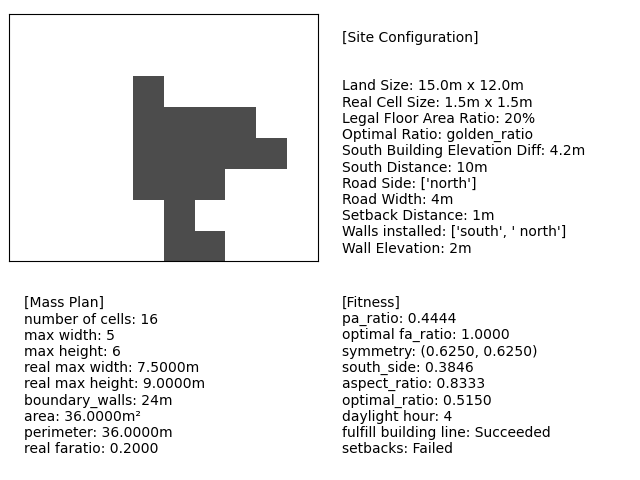 [Site Configuration]
Land Size: 15.0m x 12.0m
Real Cell Size: 1.5m x 1.5m
Legal Floor Area Ratio: 20%
Optimal Ratio: golden_ratio
South Building Elevation Diff: 4.2m
South Distance: 10m
Road Side: ['north']
Road Width: 4m
Setback Distance: 1m
Walls installed: ['south', ' north']
Wall Elevation: 2m
[Mass Plan]
number of cells: 16
max width: 5
max height: 6
real max width: 7.5000m
real max height: 9.0000m
boundary_walls: 24m
area: 36.0000m²
perimeter: 36.0000m
real faratio: 0.2000
[Fitness]
pa_ratio: 0.4444
optimal fa_ratio: 1.0000
symmetry: (0.6250, 0.6250)
south_side: 0.3846
aspect_ratio: 0.8333
optimal_ratio: 0.5150
daylight hour: 4
fulfill building line: Succeeded
setbacks: Failed